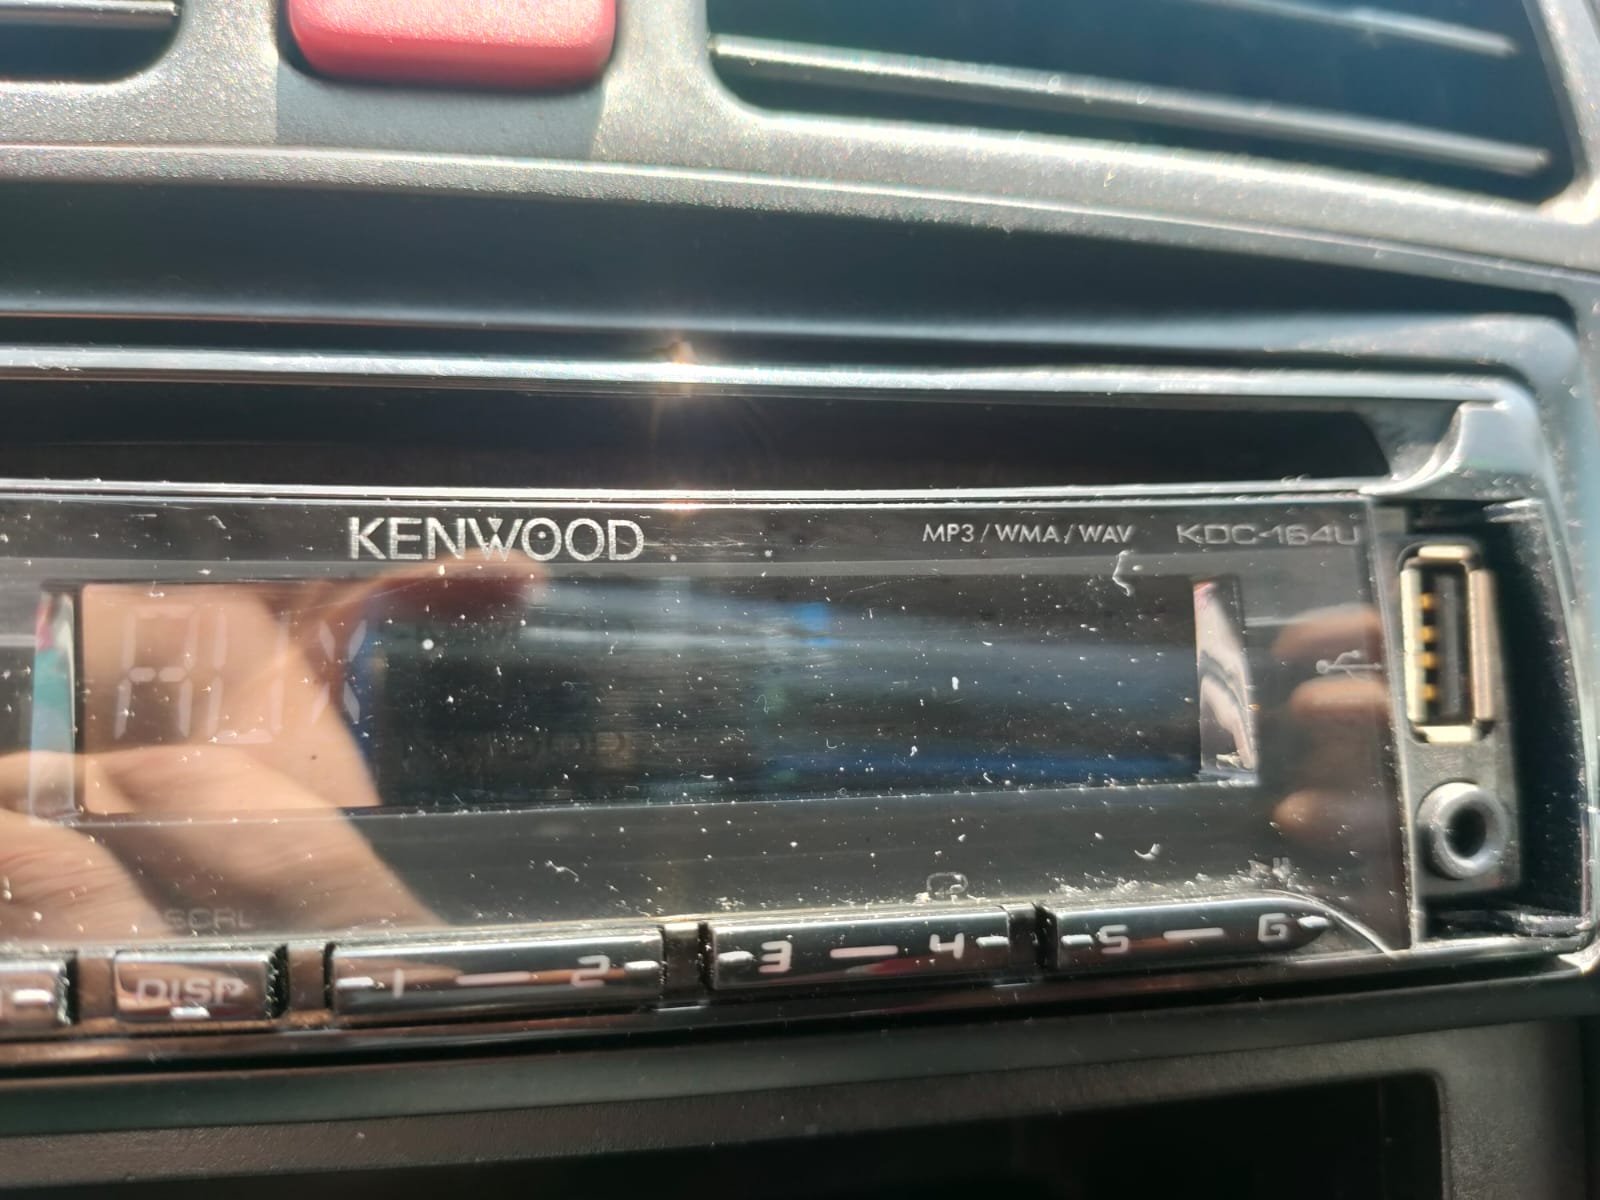 KENWOOD
MP3/WMA/WAV KDC-164U
AUX
SCRL
DISP 1 2 3 4 5 6